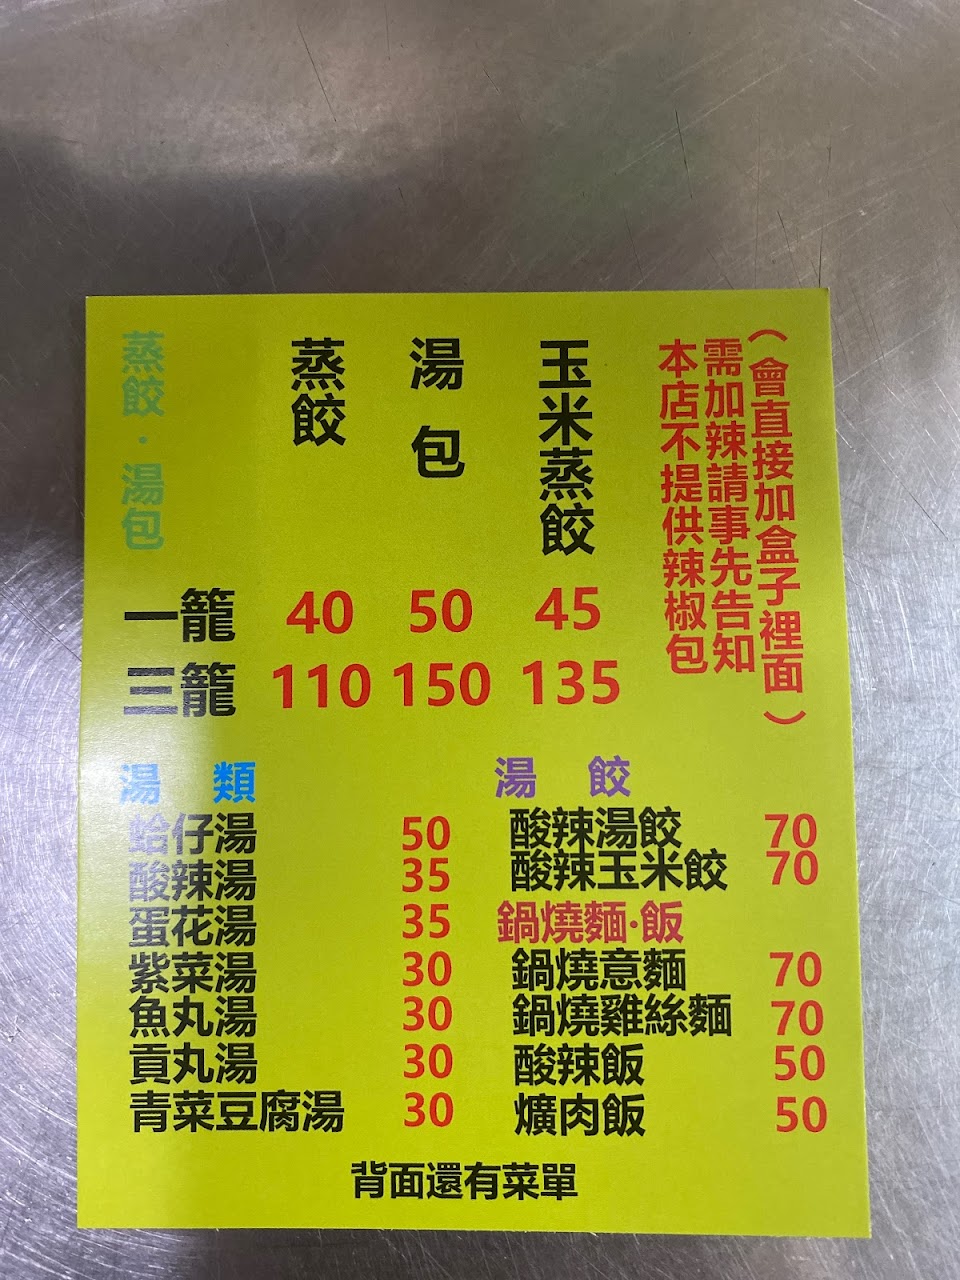 蒸餃·湯包
蒸餃
湯包
玉米蒸餃
本店不提供辣椒包
需加辣請事先告知
（會直接加盒子裡面）
一籠 40 50 45
三籠 110 150 135
湯類
蛤仔湯 50
酸辣湯 35
蛋花湯 35
紫菜湯 30
魚丸湯 30
貢丸湯 30
青菜豆腐湯 30
湯餃
酸辣湯餃 70
酸辣玉米餃 70
鍋燒麵·飯
鍋燒意麵 70
鍋燒雞絲麵 70
酸辣飯 50
爌肉飯 50
背面還有菜單